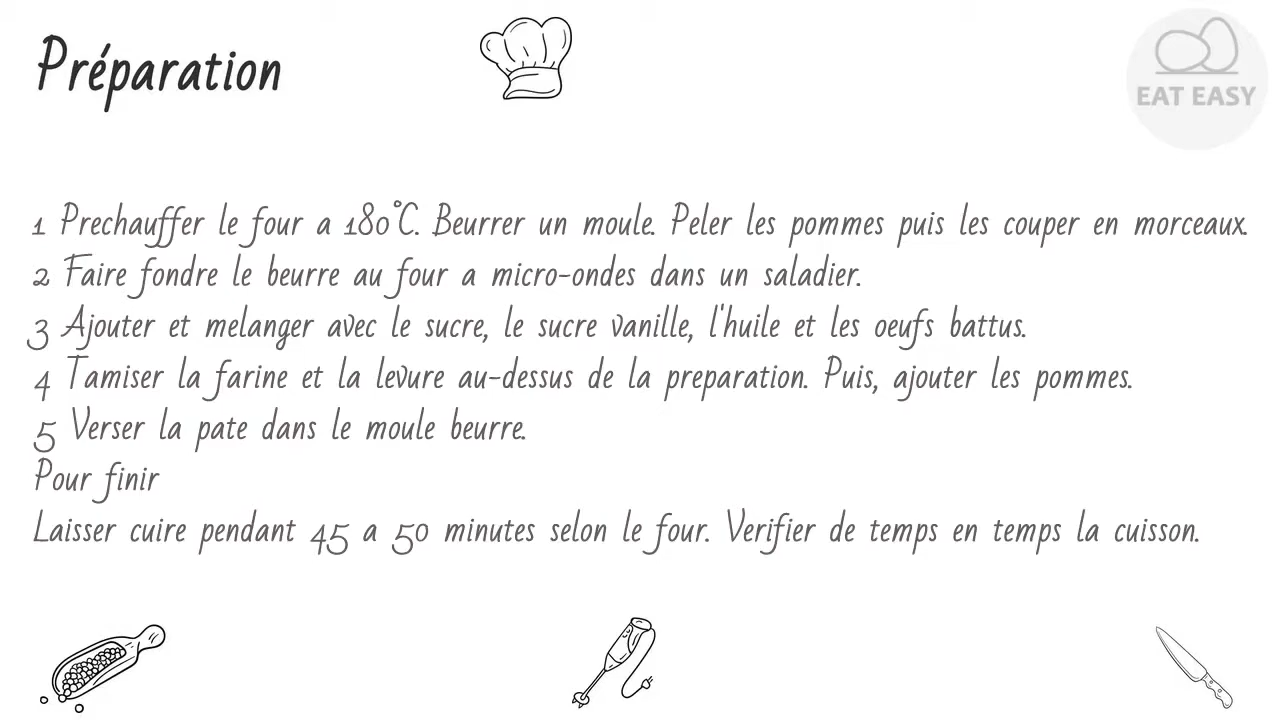 Préparation
EAT EASY
1 Prechauffer le four a 180°C. Beurrer un moule. Peler les pommes puis les couper en morceaux.
2 Faire fondre le beurre au four a micro-ondes dans un saladier.
3 Ajouter et melanger avec le sucre, le sucre vanille, l'huile et les oeufs battus.
4 Tamiser la farine et la levure au-dessus de la preparation. Puis, ajouter les pommes.
5 Verser la pate dans le moule beurre.
Pour finir
Laisser cuire pendant 45 a 50 minutes selon le four. Verifier de temps en temps la cuisson.